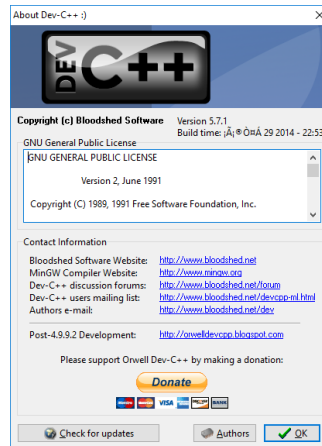 About Dev-C++ :)
DEV C++
Copyright (c) Bloodshed Software
Version 5.7.1
Build time: ¡Ã¡®Ò¤Á 29 2014 - 22:53
GNU General Public License
GNU GENERAL PUBLIC LICENSE
Version 2, June 1991
Copyright (C) 1989, 1991 Free Software Foundation, Inc.
Contact Information
Bloodshed Software Website: http://www.bloodshed.net
MinGW Compiler Website: http://www.mingw.org
Dev-C++ discussion forums: http://www.bloodshed.net/forum
Dev-C++ users mailing list: http://www.bloodshed.net/devcpp-ml.html
Authors e-mail: http://www.bloodshed.net/dev
Post-4.9.9.2 Development: http://orwelldevcpp.blogspot.com
Please support Orwell Dev-C++ by making a donation:
Donate
VISA
BANK
Check for updates
Authors
OK